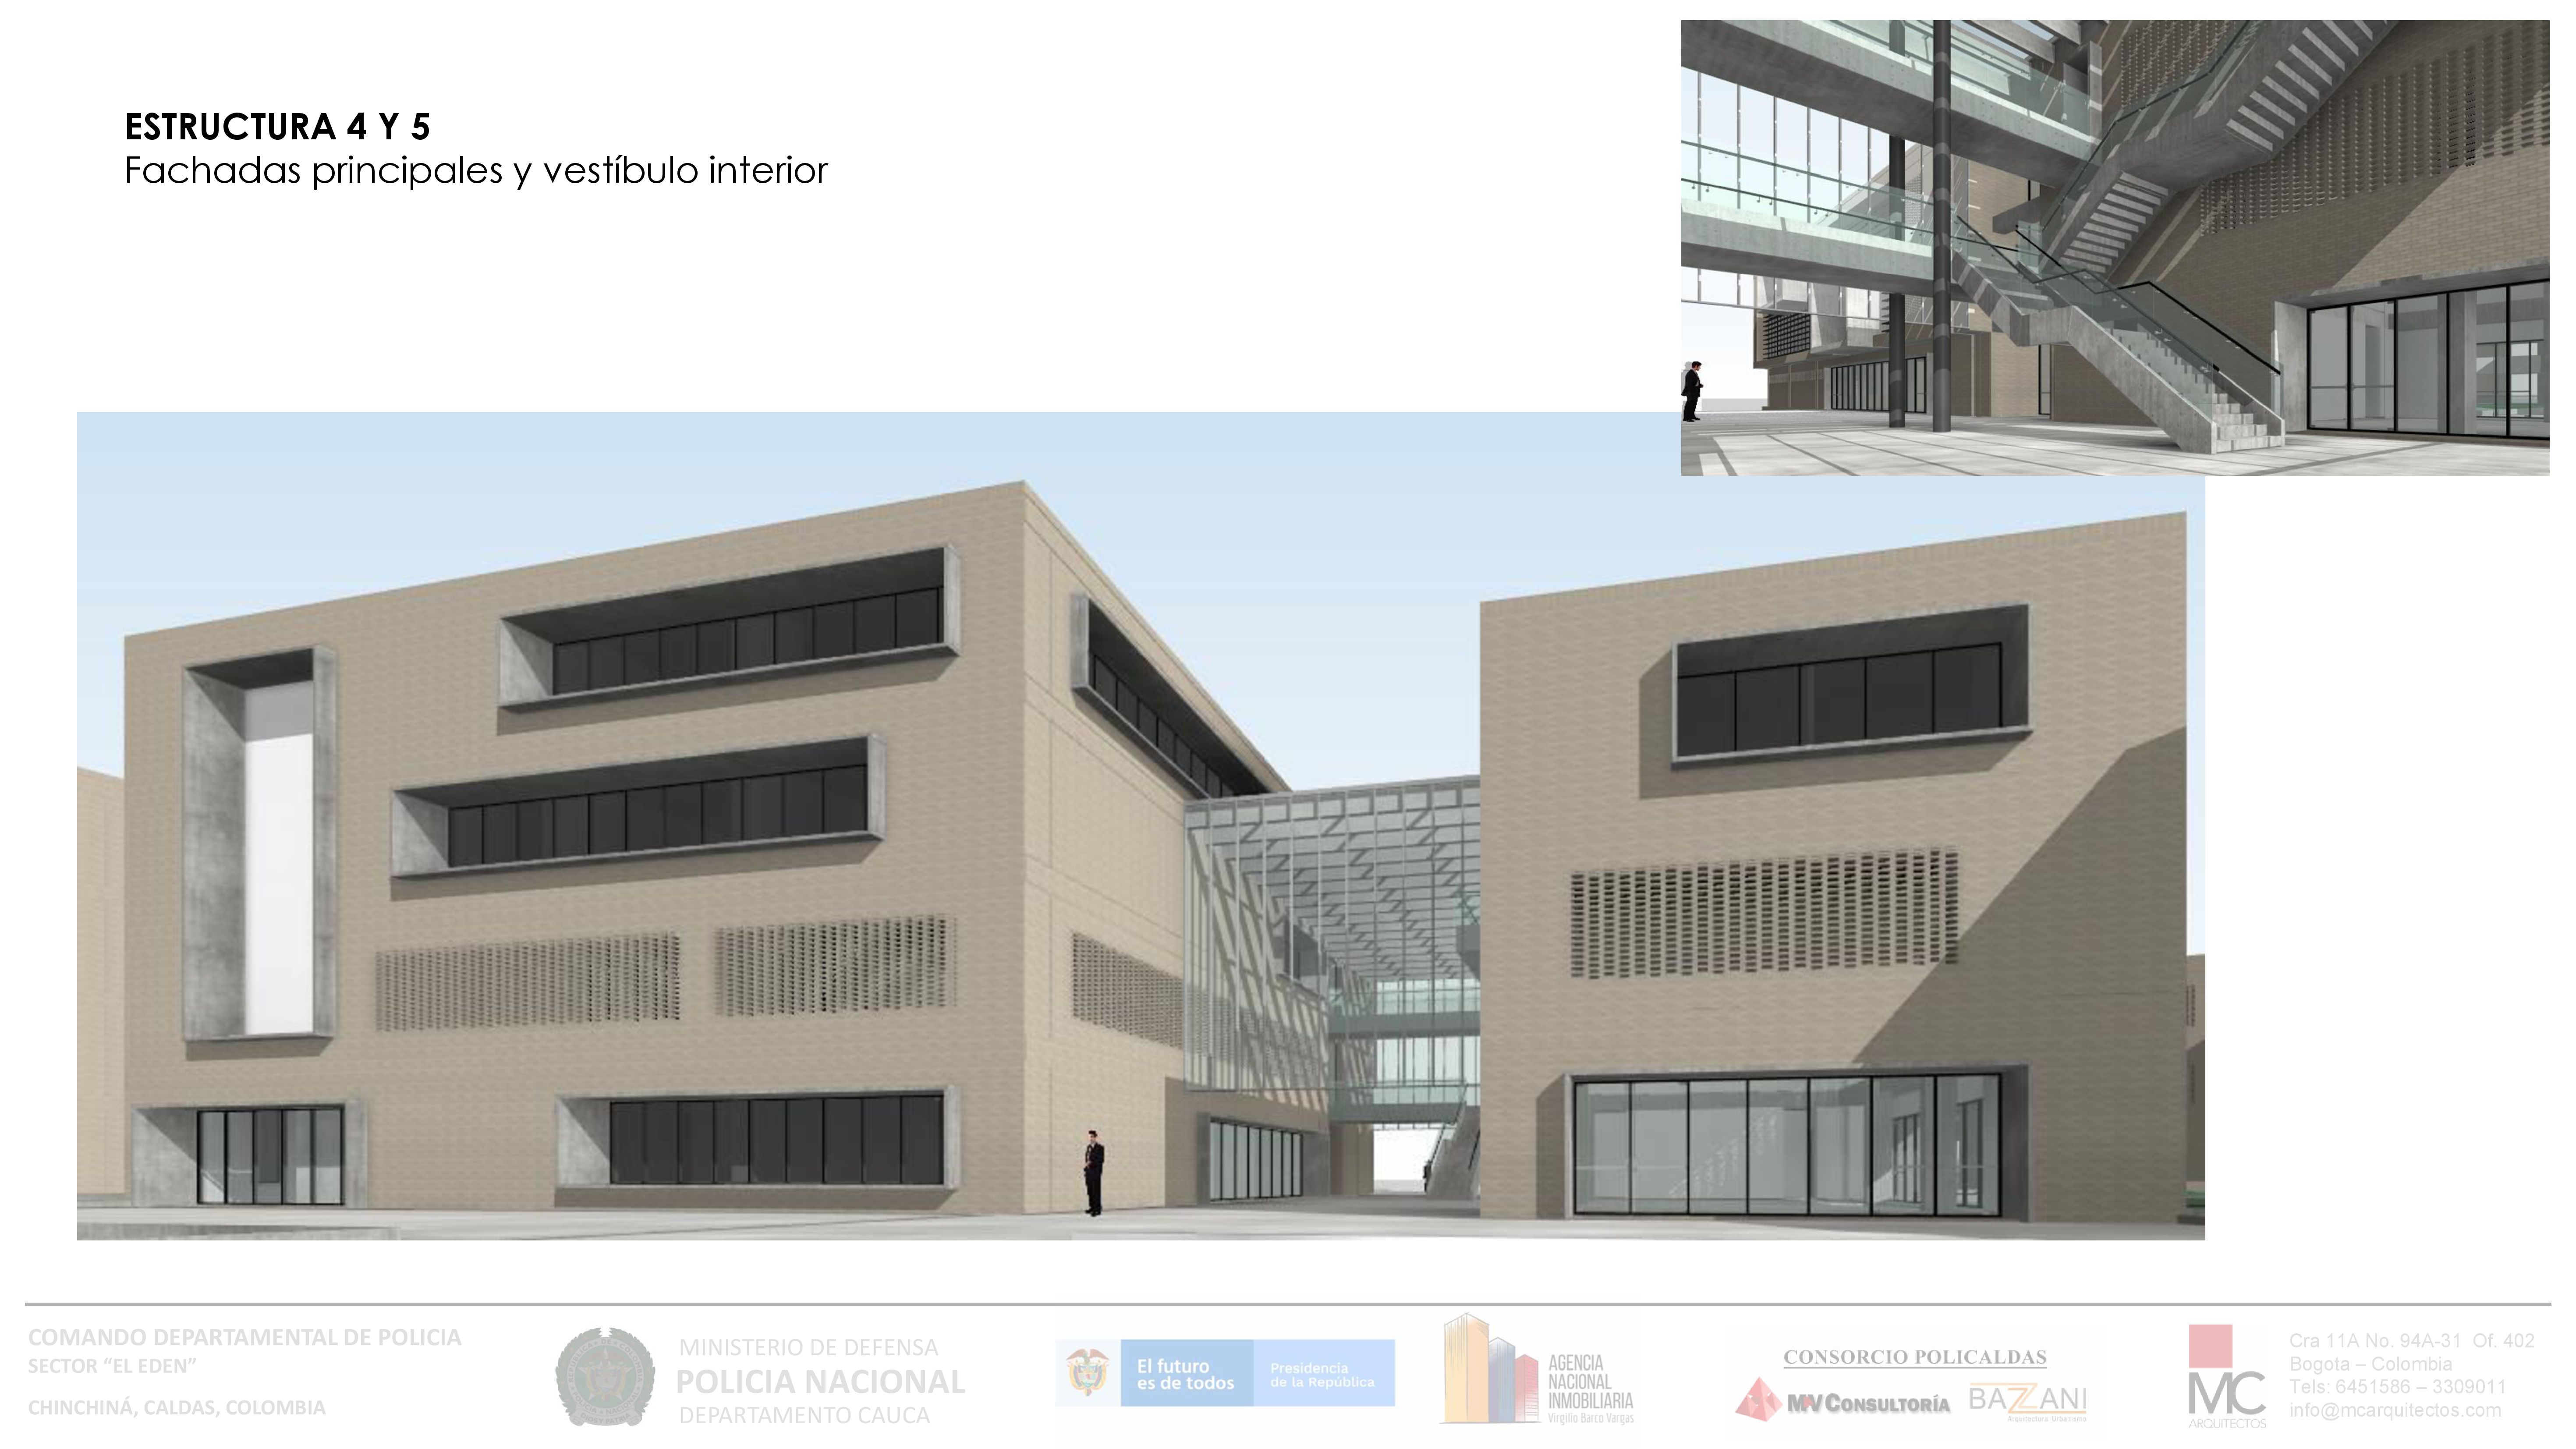 ESTRUCTURA 4 Y 5
Fachadas principales y vestíbulo interior
COMANDO DEPARTAMENTAL DE POLICIA
SECTOR “EL EDEN”
CHINCHINÁ, CALDAS, COLOMBIA
MINISTERIO DE DEFENSA
POLICIA NACIONAL
DEPARTAMENTO CAUCA
El futuro
es de todos
Presidencia
de la República
AGENCIA
NACIONAL
INMOBILIARIA
Virgilio Barco Vargas
CONSORCIO POLICALDAS
MVCONSULTORÍA
BAZZANI
Arquitectura-Urbanismo
MC
ARQUITECTOS
Cra 11A No. 94A-31 Of. 402
Bogota – Colombia
Tels: 6451586 – 3309011
info@mcarquitectos.com